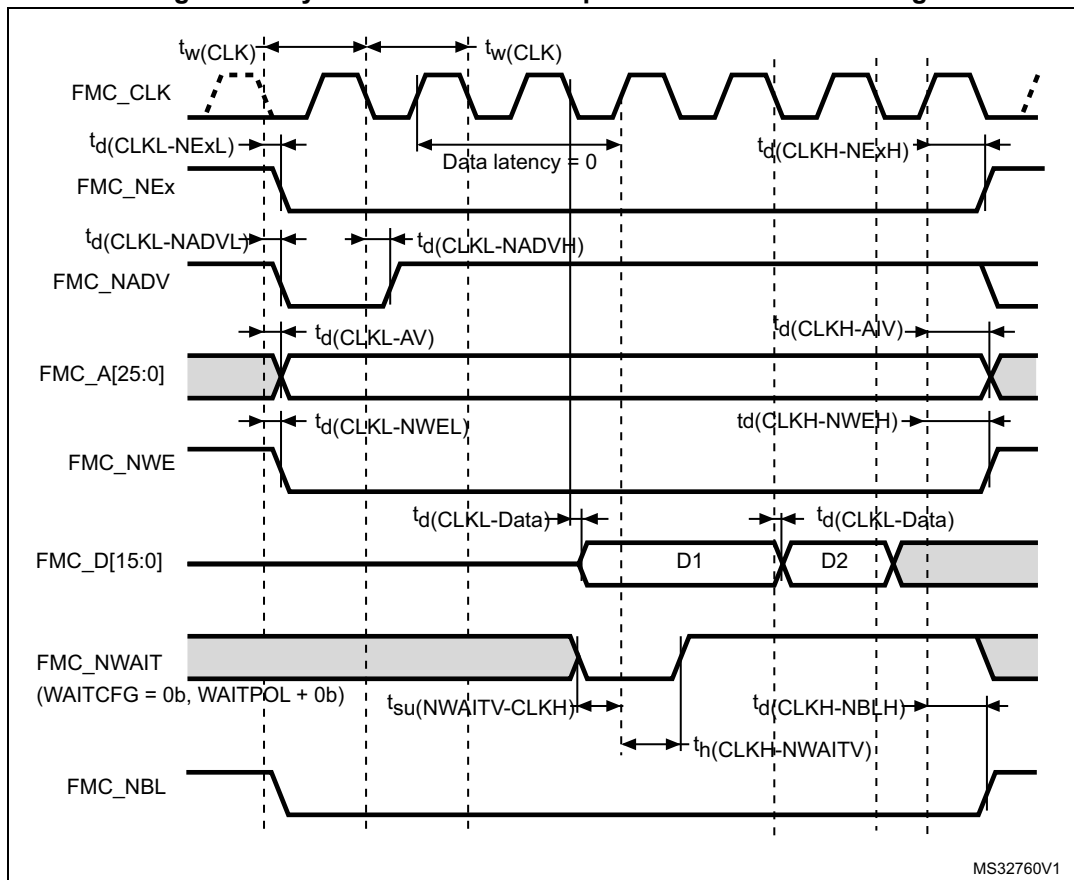 tw(CLK) tw(CLK)
FMC_CLK
td(CLKL-NExL) Data latency = 0 td(CLKH-NExH)
FMC_NEx
td(CLKL-NADVL) td(CLKL-NADVH)
FMC_NADV
td(CLKL-AV) td(CLKH-AIV)
FMC_A[25:0]
td(CLKL-NWEL) td(CLKH-NWEH)
FMC_NWE
td(CLKL-Data) td(CLKL-Data)
FMC_D[15:0] D1 D2
FMC_NWAIT
(WAITCFG = 0b, WAITPOL + 0b)
tsu(NWAITV-CLKH) td(CLKH-NBLH)
th(CLKH-NWAITV)
FMC_NBL
MS32760V1